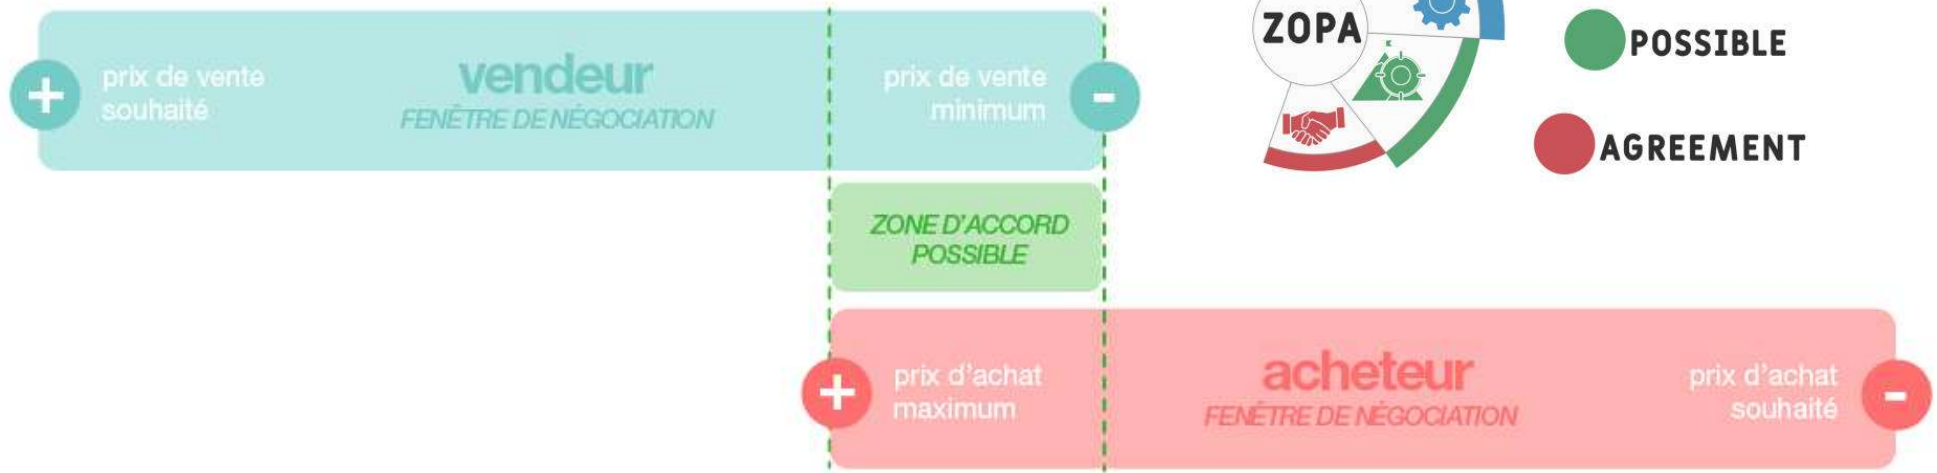 prix de vente
souhaité
vendeur
FENÊTRE DE NÉGOCIATION
prix de vente
minimum
ZOPA
POSSIBLE
AGREEMENT
ZONE D'ACCORD
POSSIBLE
prix d'achat
maximum
acheteur
FENÊTRE DE NÉGOCIATION
prix d'achat
souhaité